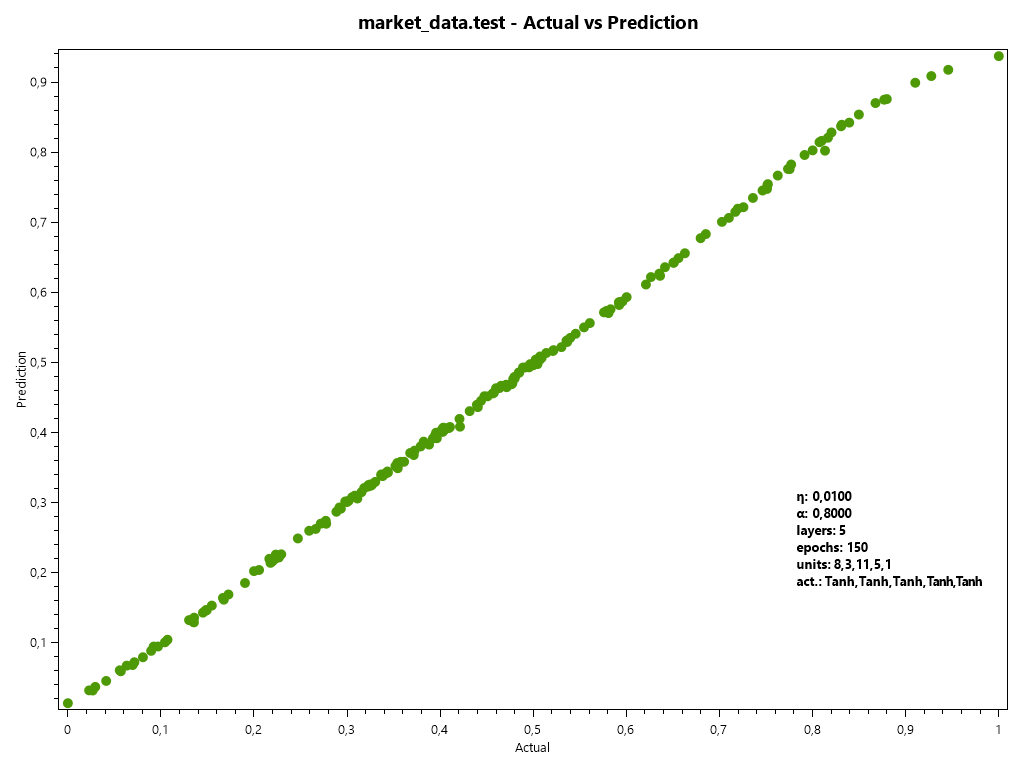 market_data.test - Actual vs Prediction
0,9
0,8
0,7
0,6
0,5
0,4
0,3
0,2
0,1
Prediction
η: 0,0100
α: 0,8000
layers: 5
epochs: 150
units: 8,3,11,5,1
act.: Tanh,Tanh,Tanh,Tanh,Tanh
0 0,1 0,2 0,3 0,4 0,5 0,6 0,7 0,8 0,9 1
Actual